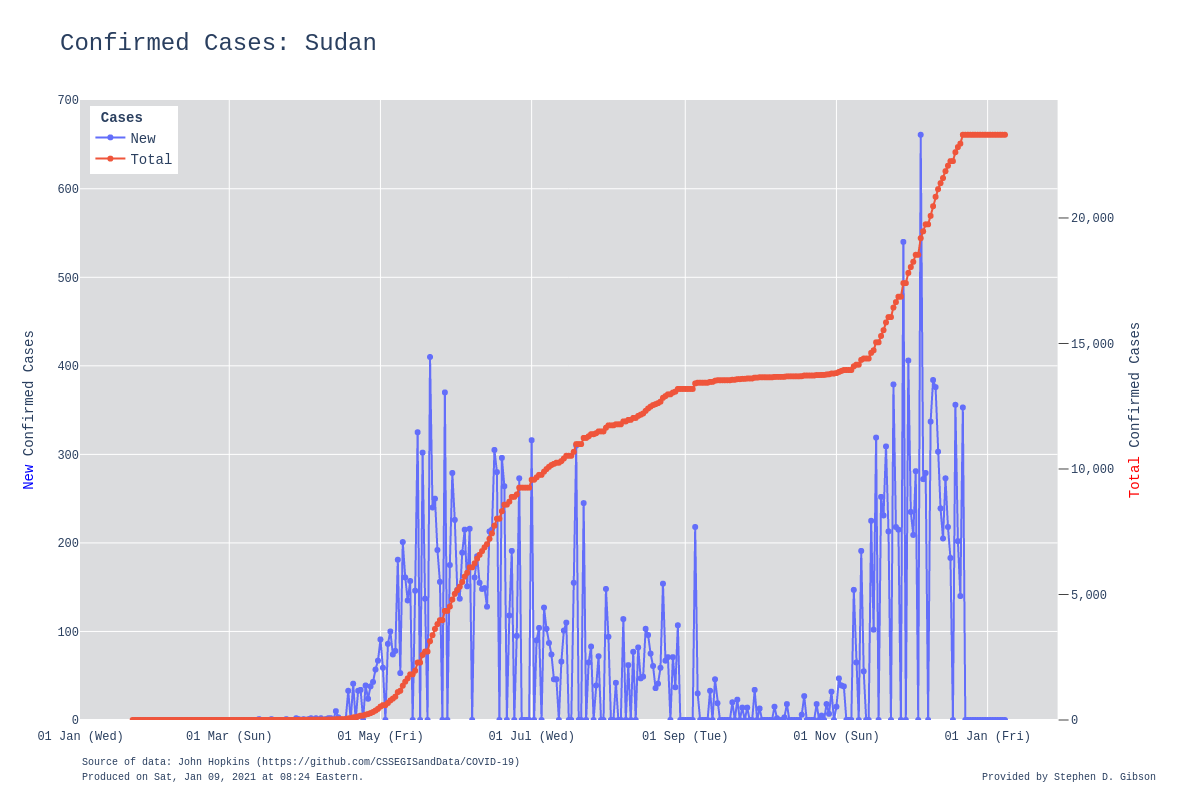 Confirmed Cases: Sudan
Cases
New
Total
700
600
500
400
300
200
100
0
20,000
15,000
10,000
5,000
0
New Confirmed Cases
Total Confirmed Cases
01 Jan (Wed) 01 Mar (Sun) 01 May (Fri) 01 Jul (Wed) 01 Sep (Tue) 01 Nov (Sun) 01 Jan (Fri)
Source of data: John Hopkins (https://github.com/CSSEGISandData/COVID-19)
Produced on Sat, Jan 09, 2021 at 08:24 Eastern.
Provided by Stephen D. Gibson